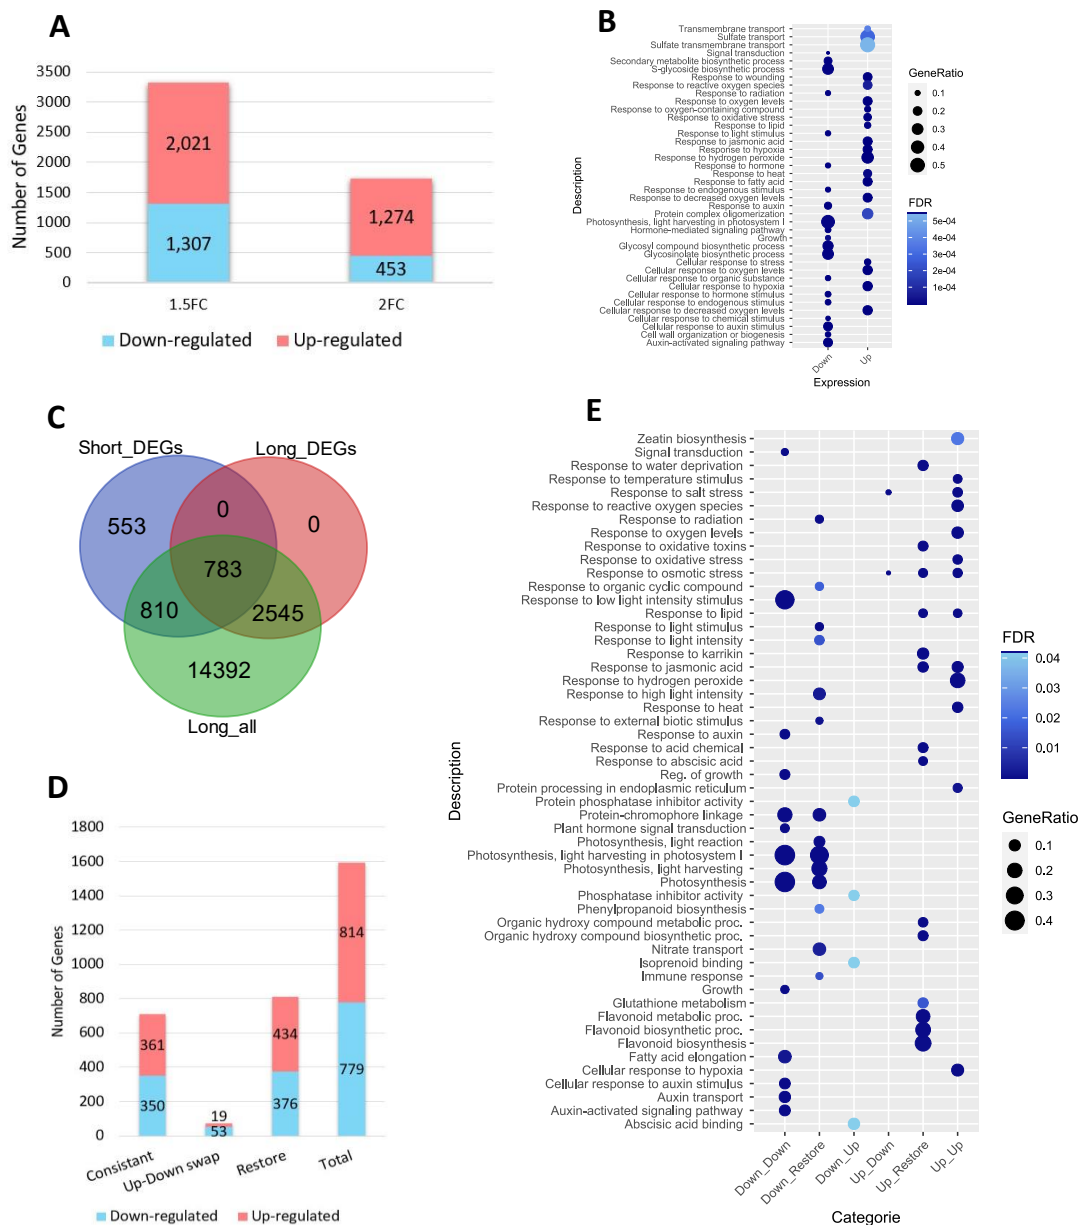 A
3500
3000
2500
2000
1500
1000
500
0
Number of Genes
2,021
1,307
1,274
453
1.5FC
2FC
Down-regulated
Up-regulated
B
Transmembrane transport
Sulfate transport
Sulfate transmembrane transport
Signal transduction
Secondary metabolite biosynthetic process
S-glycoside biosynthetic process
Response to wounding
Response to reactive oxygen species
Response to radiation
Response to oxygen levels
Response to oxygen-containing compound
Response to oxidative stress
Response to lipid
Response to light stimulus
Response to jasmonic acid
Response to hypoxia
Response to hydrogen peroxide
Response to hormone
Response to heat
Response to fatty acid
Response to endogenous stimulus
Response to decreased oxygen levels
Response to auxin
Protein complex oligomerization
Photosynthesis, light harvesting in photosystem I
Hormone-mediated signaling pathway
Growth
Glycosyl compound biosynthetic process
Glycosinolate biosynthetic process
Cellular response to stress
Cellular response to oxygen levels
Cellular response to organic substance
Cellular response to hypoxia
Cellular response to hormone stimulus
Cellular response to endogenous stimulus
Cellular response to decreased oxygen levels
Cellular response to chemical stimulus
Cellular response to auxin stimulus
Cell wall organization or biogenesis
Auxin-activated signaling pathway
Description
Down
Up
Expression
GeneRatio
0.1
0.2
0.3
0.4
0.5
FDR
5e-04
4e-04
3e-04
2e-04
1e-04
C
Short_DEGs
Long_DEGs
553
0
0
783
810
2545
14392
Long_all
D
1800
1600
1400
1200
1000
800
600
400
200
0
Number of Genes
361
350
19
53
434
376
814
779
Consistant
Up-Down swap
Restore
Total
Down-regulated
Up-regulated
E
Zeatin biosynthesis
Signal transduction
Response to water deprivation
Response to temperature stimulus
Response to salt stress
Response to reactive oxygen species
Response to radiation
Response to oxygen levels
Response to oxidative toxins
Response to oxidative stress
Response to osmotic stress
Response to organic cyclic compound
Response to low light intensity stimulus
Response to lipid
Response to light stimulus
Response to light intensity
Response to karrikin
Response to jasmonic acid
Response to hydrogen peroxide
Response to high light intensity
Response to heat
Response to external biotic stimulus
Response to auxin
Response to acid chemical
Response to abscisic acid
Reg. of growth
Protein processing in endoplasmic reticulum
Protein phosphatase inhibitor activity
Protein-chromophore linkage
Plant hormone signal transduction
Photosynthesis, light reaction
Photosynthesis, light harvesting in photosystem I
Photosynthesis, light harvesting
Photosynthesis
Phosphatase inhibitor activity
Phenylpropanoid biosynthesis
Organic hydroxy compound metabolic proc.
Organic hydroxy compound biosynthetic proc.
Nitrate transport
Isoprenoid binding
Immune response
Growth
Glutathione metabolism
Flavonoid metabolic proc.
Flavonoid biosynthetic proc.
Flavonoid biosynthesis
Fatty acid elongation
Cellular response to hypoxia
Cellular response to auxin stimulus
Auxin transport
Auxin-activated signaling pathway
Abscisic acid binding
Description
Down_Down
Down_Restore
Down_Up
Up_Down
Up_Restore
Up_Up
Categorie
FDR
0.04
0.03
0.02
0.01
GeneRatio
0.1
0.2
0.3
0.4